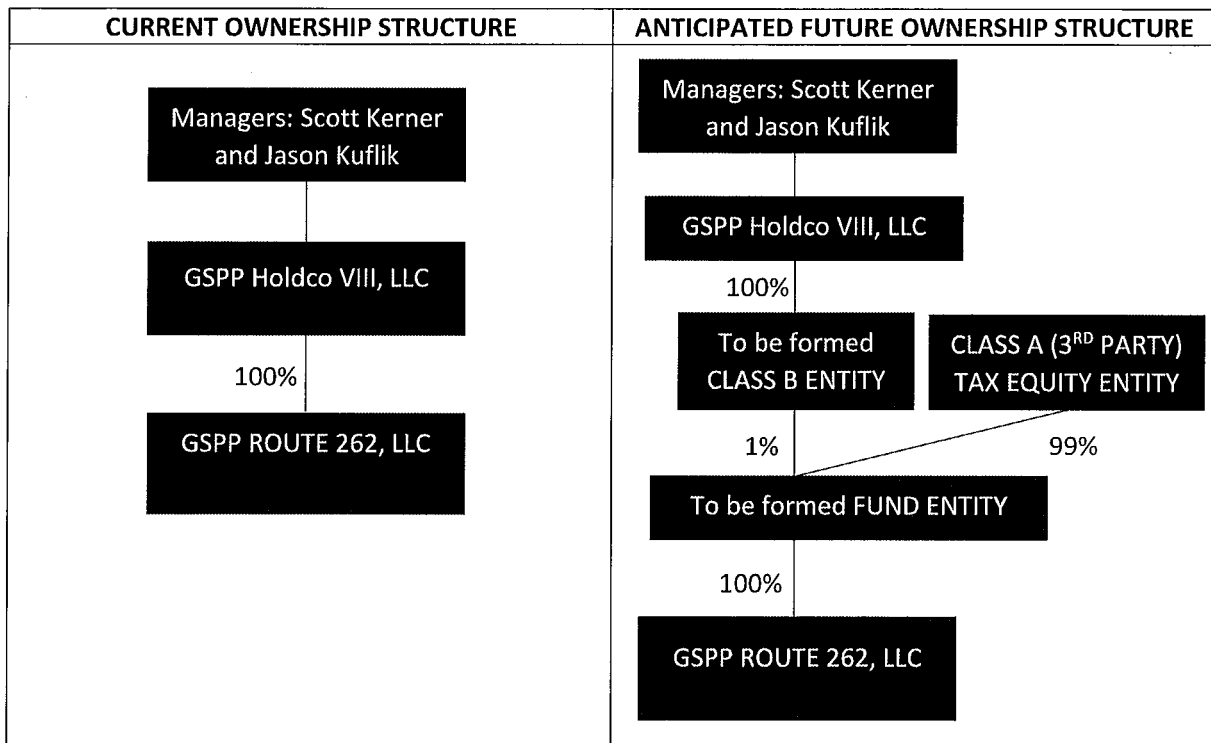 CURRENT OWNERSHIP STRUCTURE
Managers: Scott Kerner
and Jason Kuflik
GSPP Holdco VIII, LLC
100%
GSPP ROUTE 262, LLC
ANTICIPATED FUTURE OWNERSHIP STRUCTURE
Managers: Scott Kerner
and Jason Kuflik
GSPP Holdco VIII, LLC
100%
To be formed
CLASS B ENTITY
CLASS A (3RD PARTY)
TAX EQUITY ENTITY
1%
99%
To be formed FUND ENTITY
100%
GSPP ROUTE 262, LLC